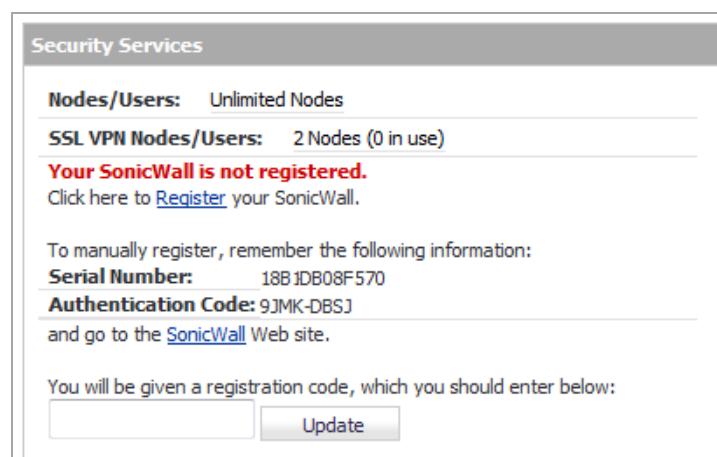 Security Services
Nodes/Users: Unlimited Nodes
SSL VPN Nodes/Users: 2 Nodes (0 in use)
Your SonicWall is not registered.
Click here to Register your SonicWall.
To manually register, remember the following information:
Serial Number: 18B1DB08F570
Authentication Code: 9JMK-DBSJ
and go to the SonicWall Web site.
You will be given a registration code, which you should enter below:
Update